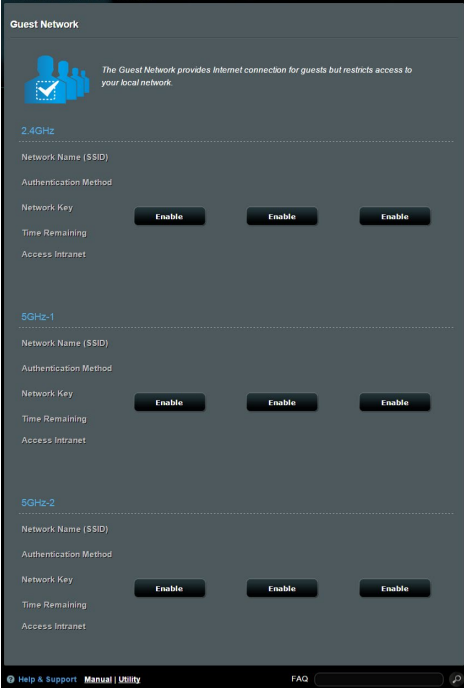 Guest Network
The Guest Network provides Internet connection for guests but restricts access to
your local network.
2.4GHz
Network Name (SSID)
Authentication Method
Network Key
Enable Enable Enable
Time Remaining
Access Intranet
5GHz-1
Network Name (SSID)
Authentication Method
Network Key
Enable Enable Enable
Time Remaining
Access Intranet
5GHz-2
Network Name (SSID)
Authentication Method
Network Key
Enable Enable Enable
Time Remaining
Access Intranet
? Help & Support Manual | Utility FAQ